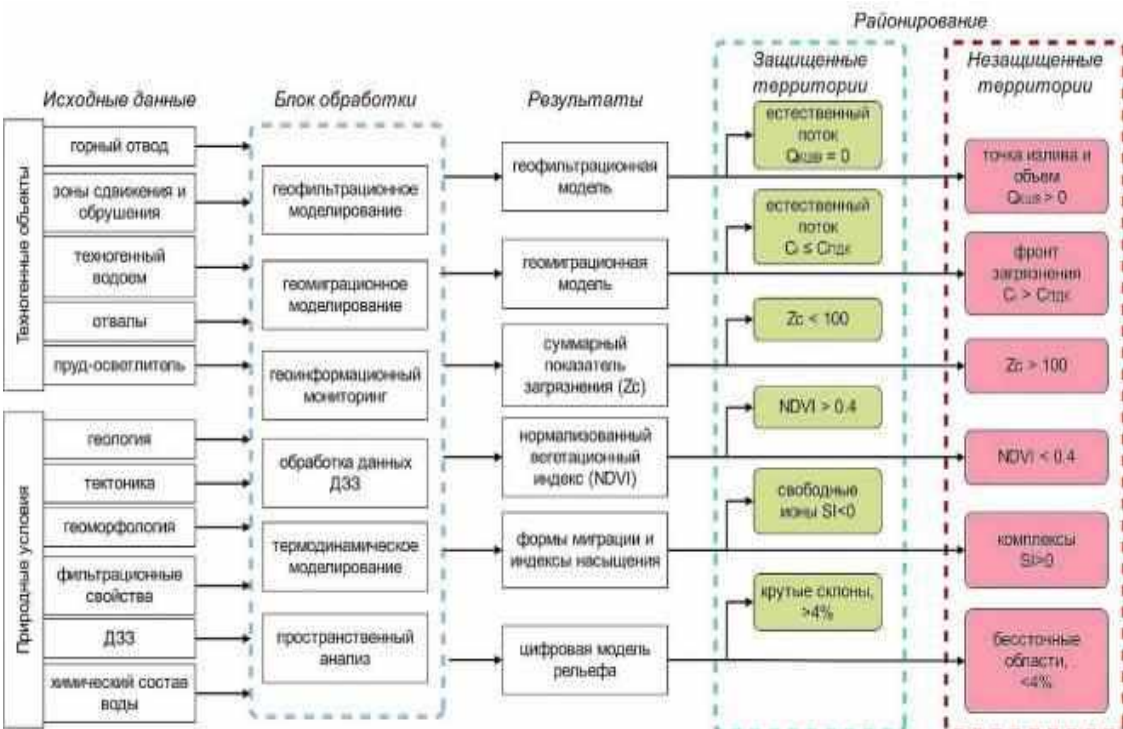 Районирование
Исходные данные
Блок обработки
Результаты
Защищенные
территории
Незащищенные
территории
Техногенные объекты
горный отвод
зоны сдвижения и
обрушения
техногенный
водоем
отвалы
пруд-осветлитель
Природные условия
геология
тектоника
геоморфология
фильтрационные
свойства
ДЗЗ
химический состав
воды
геофильтрационное
моделирование
геомиграционное
моделирование
геоинформационный
мониторинг
обработка данных
ДЗЗ
термодинамическое
моделирование
пространственный
анализ
геофильтрационная
модель
геомиграционная
модель
суммарный
показатель
загрязнения (Zc)
нормализованный
вегетационный
индекс (NDVI)
формы миграции и
индексы насыщения
цифровая модель
рельефа
естественный
поток
= 0
естественный
поток
Ci ≤ Cпдк
Zc < 100
NDVI > 0.4
свободные
ионы SI<0
крутые склоны,
>4%
точка излива и
объем
> 0
фронт
загрязнения
Ci > Cпдк
Zc > 100
NDVI < 0.4
комплексы
SI>0
бессточные
области,
<4%